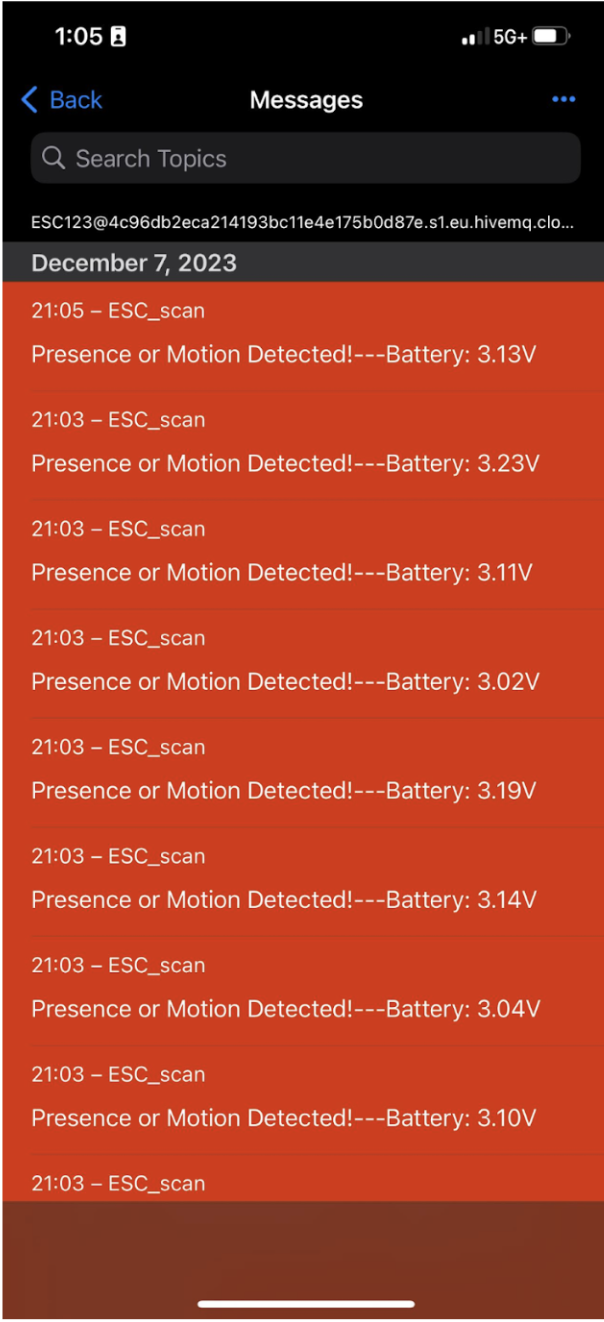 1:05 5G+
Back Messages
Search Topics
ESC123@4c96db2eca214193bc11e4e175b0d87e.s1.eu.hivemq.clo...
December 7, 2023
21:05 – ESC_scan
Presence or Motion Detected!---Battery: 3.13V
21:03 – ESC_scan
Presence or Motion Detected!---Battery: 3.23V
21:03 – ESC_scan
Presence or Motion Detected!---Battery: 3.11V
21:03 – ESC_scan
Presence or Motion Detected!---Battery: 3.02V
21:03 – ESC_scan
Presence or Motion Detected!---Battery: 3.19V
21:03 – ESC_scan
Presence or Motion Detected!---Battery: 3.14V
21:03 – ESC_scan
Presence or Motion Detected!---Battery: 3.04V
21:03 – ESC_scan
Presence or Motion Detected!---Battery: 3.10V
21:03 – ESC_scan